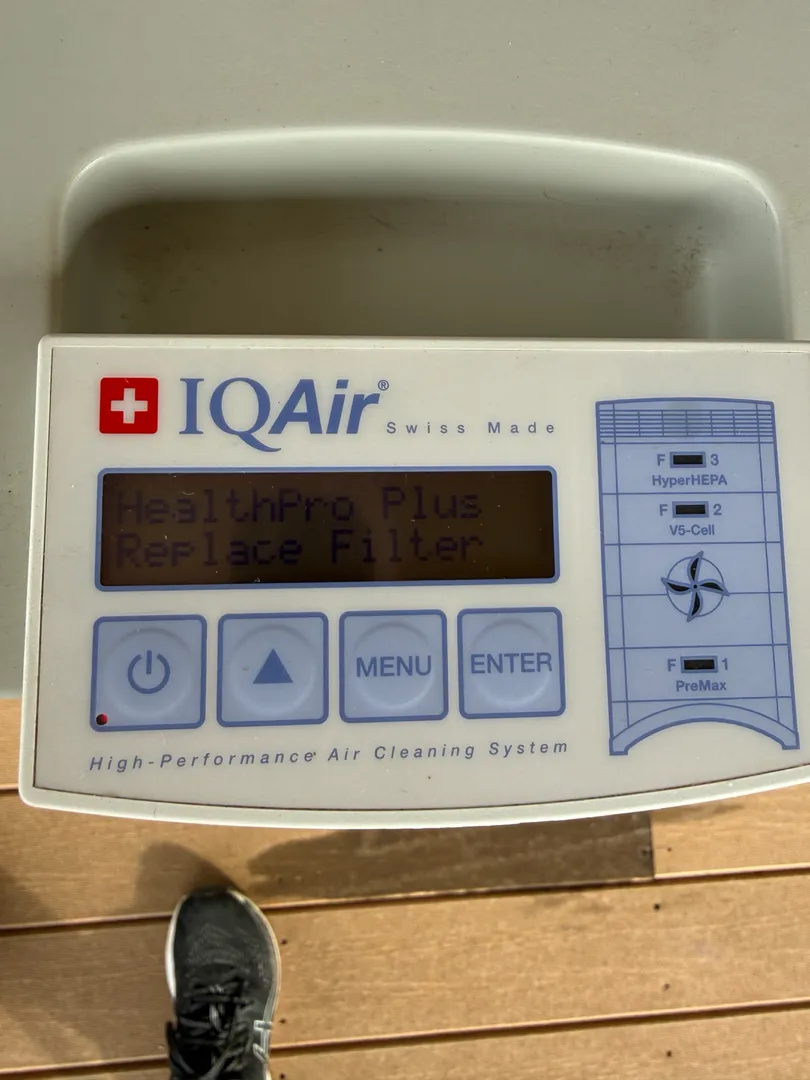 IQAir®
Swiss Made
HealthPro Plus
Replace Filter
MENU
ENTER
High-Performance Air Cleaning System
F 3
HyperHEPA
F 2
V5-Cell
F 1
PreMax